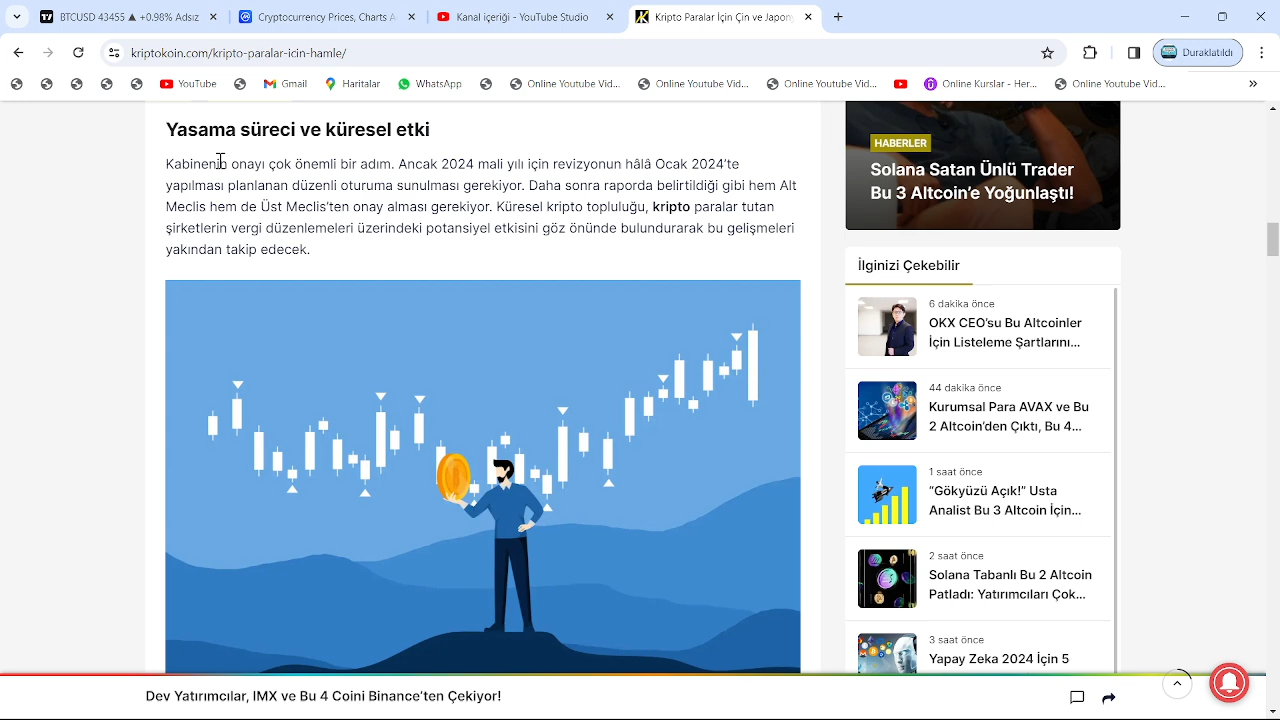 BTCUSD 43455 ▲ +0.98% Adsız
Cryptocurrency Prices, Charts A
Kanal içeriği - YouTube Studio
Kripto Paralar İçin Çin ve Japony
kriptokoin.com/kripto-paralar-icin-hamle/
Duraklatıldı
YouTube
Gmail
Haritalar
WhatsApp
Online Youtube Vid...
Online Youtube Vid...
Online Youtube Vid...
Online Kurslar - Her...
Online Youtube Vid...
Yasama süreci ve küresel etki
Kabinenin onayı çok önemli bir adım. Ancak 2024 mali yılı için revizyonun hâlâ Ocak 2024’te
yapılması planlanan düzenli oturuma sunulması gerekiyor. Daha sonra raporda belirtildiği gibi hem Alt
Meclis hem de Üst Meclis’ten onay alması gerekiyor. Küresel kripto topluluğu, kripto paralar tutan
şirketlerin vergi düzenlemeleri üzerindeki potansiyel etkisini göz önünde bulundurarak bu gelişmeleri
yakından takip edecek.
HABERLER
Solana Satan Ünlü Trader
Bu 3 Altcoin’e Yoğunlaştı!
İlginizi Çekebilir
6 dakika önce
OKX CEO’su Bu Altcoinler
İçin Listeleme Şartlarını...
44 dakika önce
Kurumsal Para AVAX ve Bu
2 Altcoin’den Çıktı, Bu 4...
1 saat önce
“Gökyüzü Açık!” Usta
Analist Bu 3 Altcoin İçin...
2 saat önce
Solana Tabanlı Bu 2 Altcoin
Patladı: Yatırımcıları Çok...
3 saat önce
Yapay Zeka 2024 İçin 5
Dev Yatırımcılar, IMX ve Bu 4 Coini Binance’ten Çekiyor!